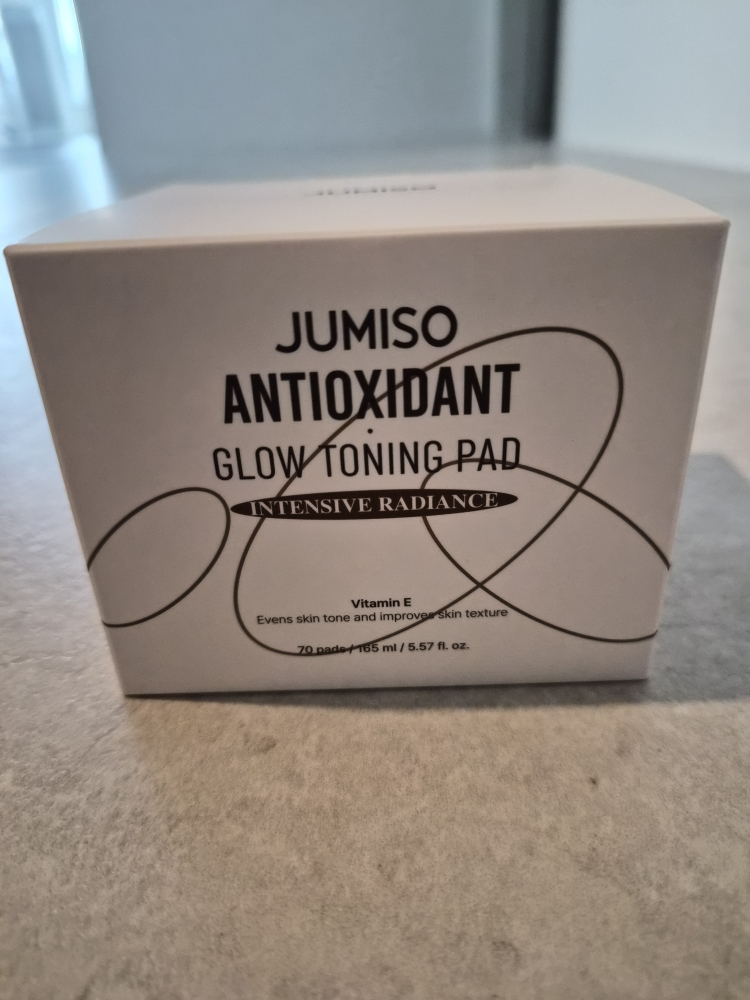 JUMISO
JUMISO
ANTIOXIDANT
GLOW TONING PAD
INTENSIVE RADIANCE
Vitamin E
Evens skin tone and improves skin texture
70 pads / 165 ml / 5.57 fl. oz.